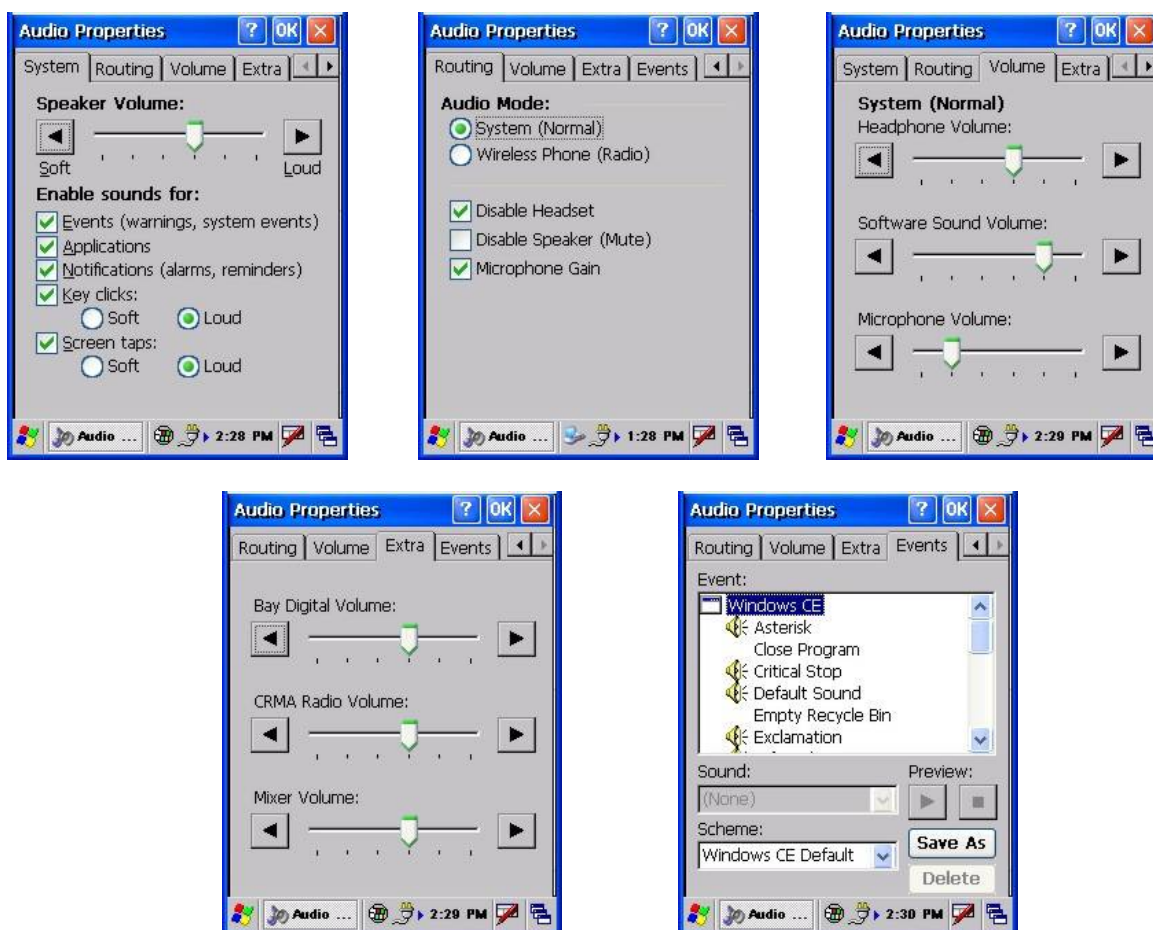 Audio Properties ? OK
System Routing Volume Extra
Speaker Volume:
Soft Loud
Enable sounds for:
Events (warnings, system events)
Applications
Notifications (alarms, reminders)
Key clicks:
Soft Loud
Screen taps:
Soft Loud
Audio ... 2:28 PM
Audio Properties ? OK
Routing Volume Extra Events
Audio Mode:
System (Normal)
Wireless Phone (Radio)
Disable Headset
Disable Speaker (Mute)
Microphone Gain
Audio ... 1:28 PM
Audio Properties ? OK
System Routing Volume Extra
System (Normal)
Headphone Volume:
Software Sound Volume:
Microphone Volume:
Audio ... 2:29 PM
Audio Properties ? OK
Routing Volume Extra Events
Bay Digital Volume:
CRMA Radio Volume:
Mixer Volume:
Audio ... 2:29 PM
Audio Properties ? OK
Routing Volume Extra Events
Event:
Windows CE
Asterisk
Close Program
Critical Stop
Default Sound
Empty Recycle Bin
Exclamation
Sound: Preview:
(None)
Scheme:
Windows CE Default
Save As
Delete
Audio ... 2:30 PM